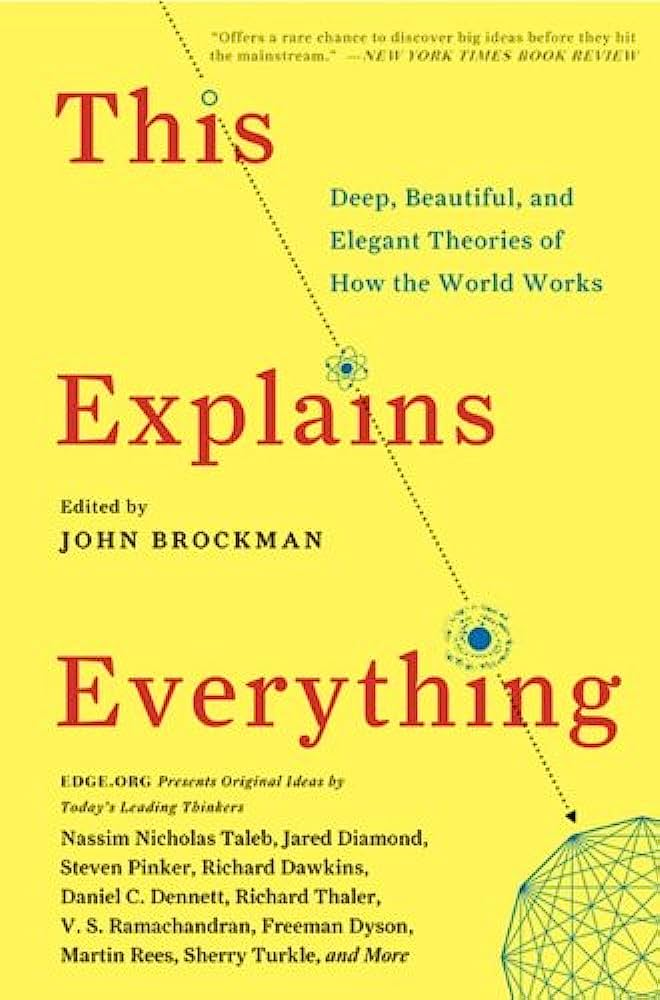 "Offers a rare chance to discover big ideas before they hit
the mainstream." —NEW YORK TIMES BOOK REVIEW
This
Deep, Beautiful, and
Elegant Theories of
How the World Works
Explains
Edited by
JOHN BROCKMAN
Everything
EDGE.ORG Presents Original Ideas by
Today's Leading Thinkers
Nassim Nicholas Taleb, Jared Diamond,
Steven Pinker, Richard Dawkins,
Daniel C. Dennett, Richard Thaler,
V. S. Ramachandran, Freeman Dyson,
Martin Rees, Sherry Turkle, and More